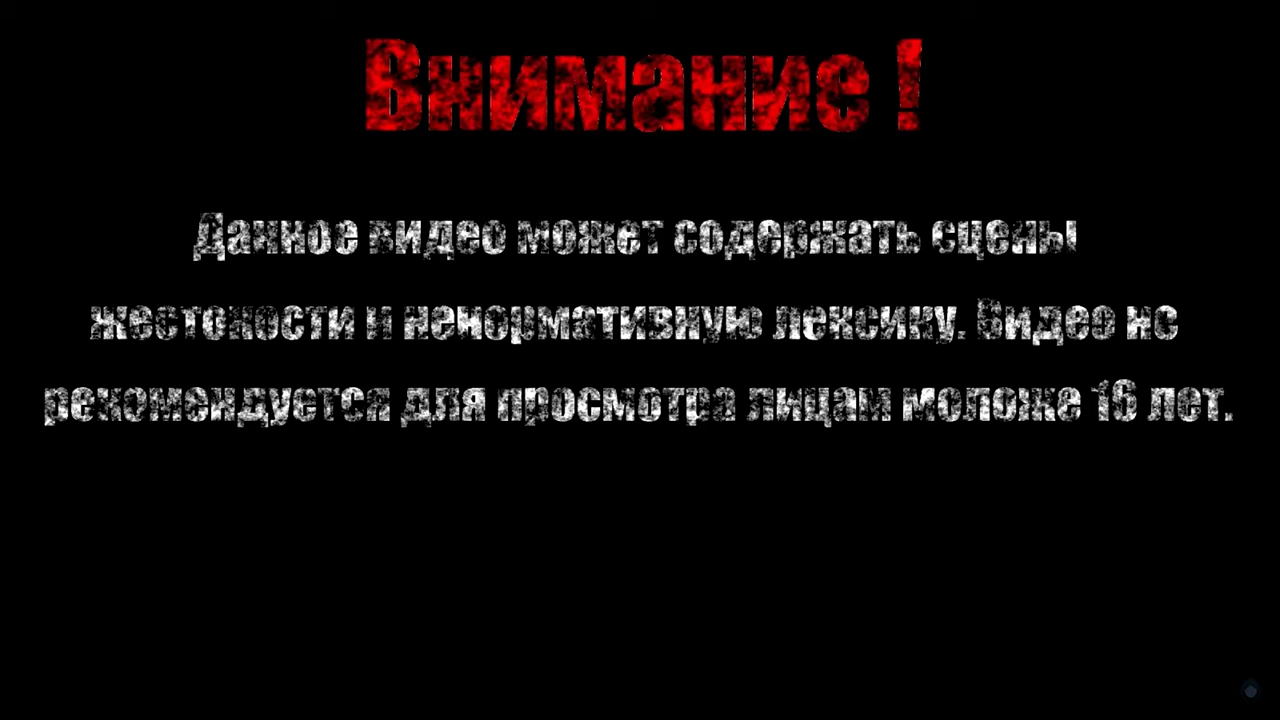 Внимание !
Данное видео может содержать сцены
жестокости и ненормативную лексику. Видео не
рекомендуется для просмотра лицам моложе 16 лет.